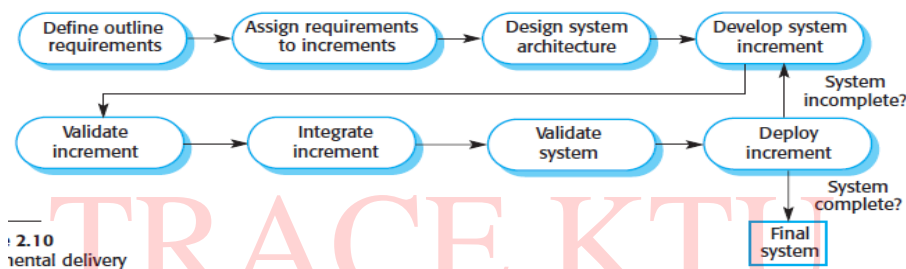 Define outline
requirements
Assign requirements
to increments
Design system
architecture
Develop system
increment
System
incomplete?
Validate
increment
Integrate
increment
Validate
system
Deploy
increment
System
complete?
Final
system
TRACE KTU
2.10
mental delivery